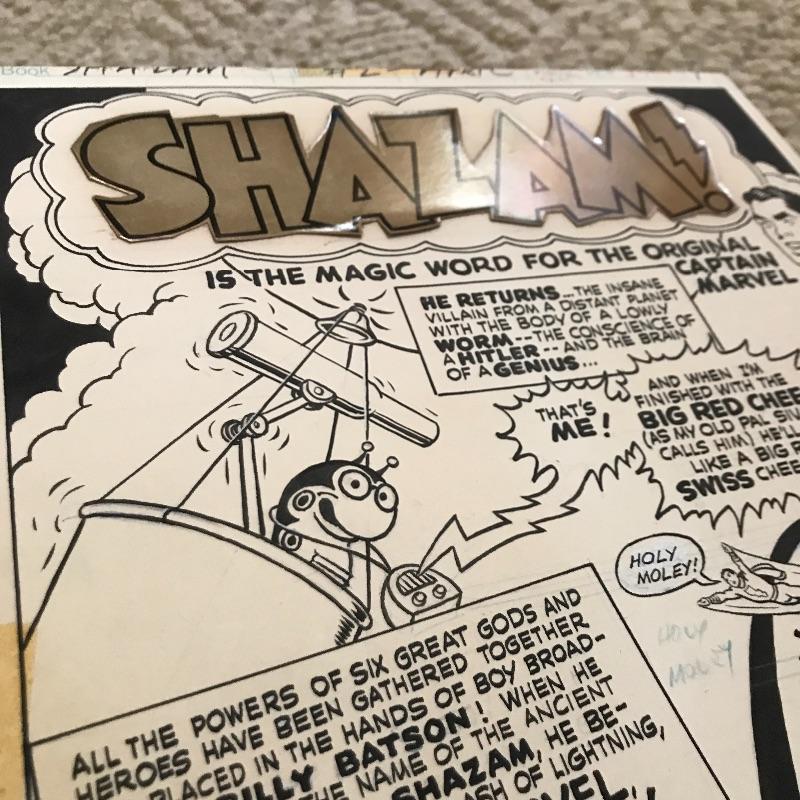 Book SHAZAM
SHAZAM!
IS THE MAGIC WORD FOR THE ORIGINAL
CAPTAIN
MARVEL
HE RETURNS...THE INSANE
VILLAIN FROM A DISTANT PLANET
WITH THE BODY OF A LOWLY
WORM--THE CONSCIENCE OF
A HITLER--AND THE BRAIN
OF A GENIUS...
THAT'S
ME!
AND WHEN I'M
FINISHED WITH THE
BIG RED CHEE
(AS MY OLD PAL SIV
CALLS HIM) HE'LL
LIKE A BIG
SWISS CHEE
HOLY
MOLEY!
HOLY
MOLEY
ALL THE POWERS OF SIX GREAT GODS AND
HEROES HAVE BEEN GATHERED TOGETHER
PLACED IN THE HANDS OF BOY BROAD-
BILLY BATSON! WHEN HE
THE NAME OF THE ANCIENT
SHAZAM, HE BE-
ASH OF LIGHTNING,
VEL..